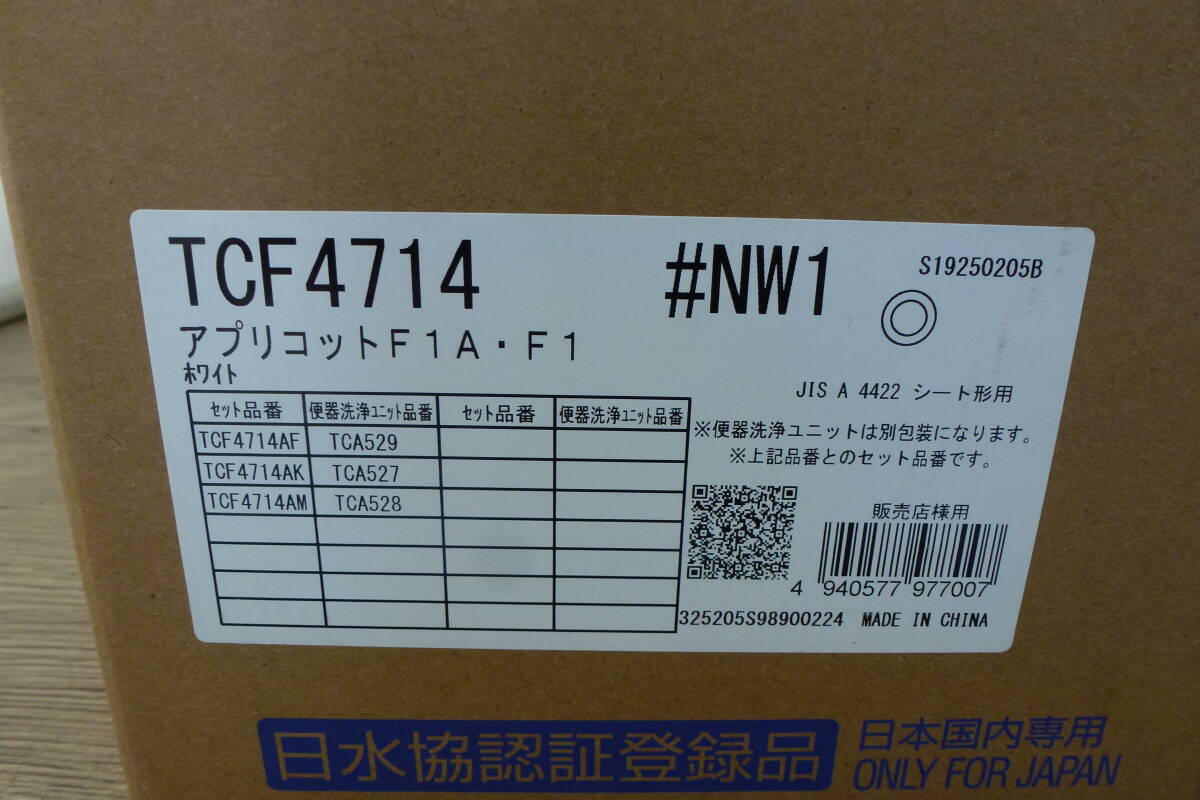 TCF4714 #NW1 S19250205B
アプリコットF1A・F1
ホワイト
JIS A 4422 シート形用
セット品番 便器洗浄ユニット品番 セット品番 便器洗浄ユニット品番
TCF4714AF TCA529
TCF4714AK TCA527
TCF4714AM TCA528
※便器洗浄ユニットは別包装になります。
※上記品番とのセット品番です。
販売店様用
4 940577 977007
325205S98900224 MADE IN CHINA
日水協認証登録品
日本国内専用
ONLY FOR JAPAN